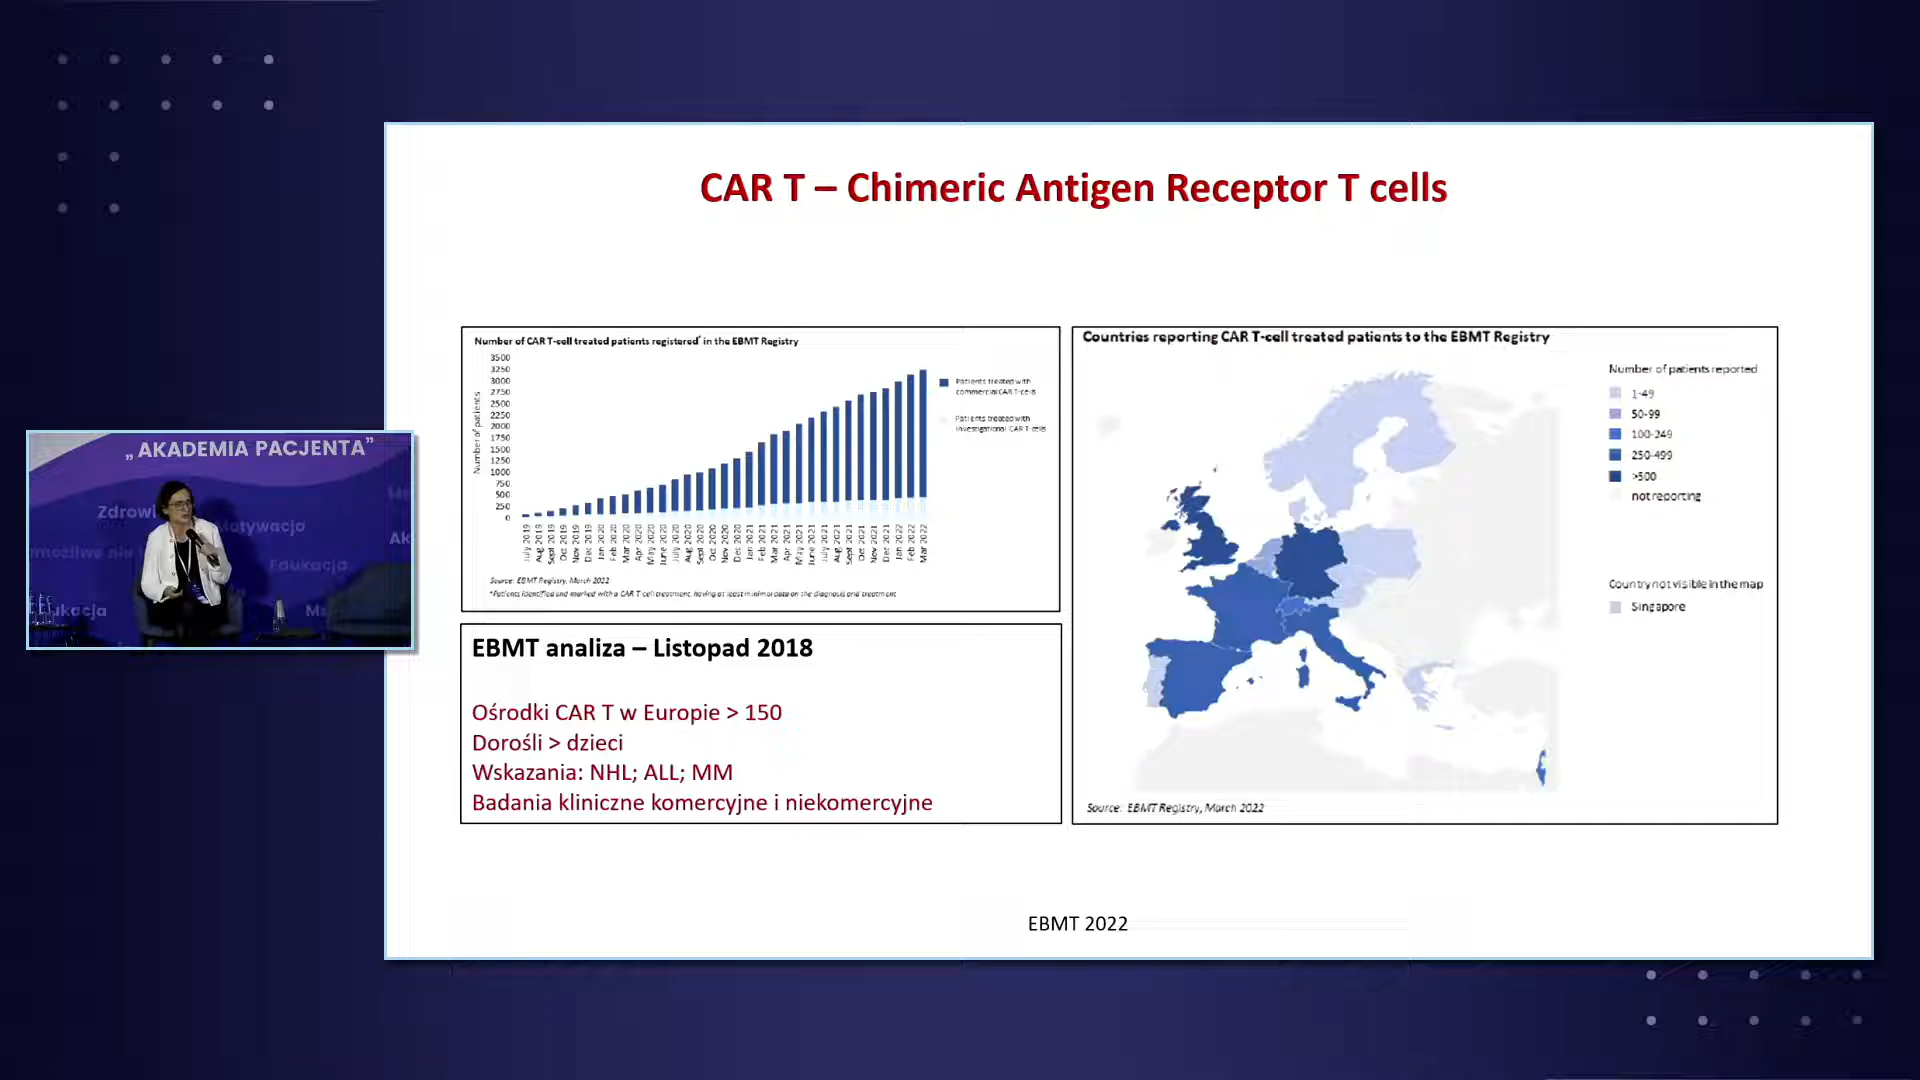 CAR T – Chimeric Antigen Receptor T cells
Number of CAR T-cell treated patients registered* in the EBMT Registry
Number of patients
3500
3250
3000
2750
2500
2250
2000
1750
1500
1250
1000
750
500
250
0
July 2019
Aug 2019
Sept 2019
Oct 2019
Nov 2019
Dec 2019
Jan 2020
Feb 2020
Mar 2020
Apr 2020
May 2020
June 2020
July 2020
Aug 2020
Sept 2020
Oct 2020
Nov 2020
Dec 2020
Jan 2021
Feb 2021
Mar 2021
Apr 2021
May 2021
June 2021
July 2021
Aug 2021
Sept 2021
Oct 2021
Nov 2021
Dec 2021
Jan 2022
Feb 2022
Mar 2022
Patients treated with
commercial CAR T-cells
Patients treated with
investigational CAR T-cells
Source: EBMT Registry, March 2022
*Patients identified and marked with a CAR T-cell treatment, having at least minimal data on the diagnosis and treatment
Countries reporting CAR T-cell treated patients to the EBMT Registry
Number of patients reported
1-49
50-99
100-249
250-499
>500
not reporting
Country not visible in the map
Singapore
Source: EBMT Registry, March 2022
EBMT analiza – Listopad 2018
Ośrodki CAR T w Europie > 150
Dorośli > dzieci
Wskazania: NHL; ALL; MM
Badania kliniczne komercyjne i niekomercyjne
EBMT 2022
„ AKADEMIA PACJENTA”
Zdrowi
Motywacja
możliwe
Ak
Edukacja
ukacja